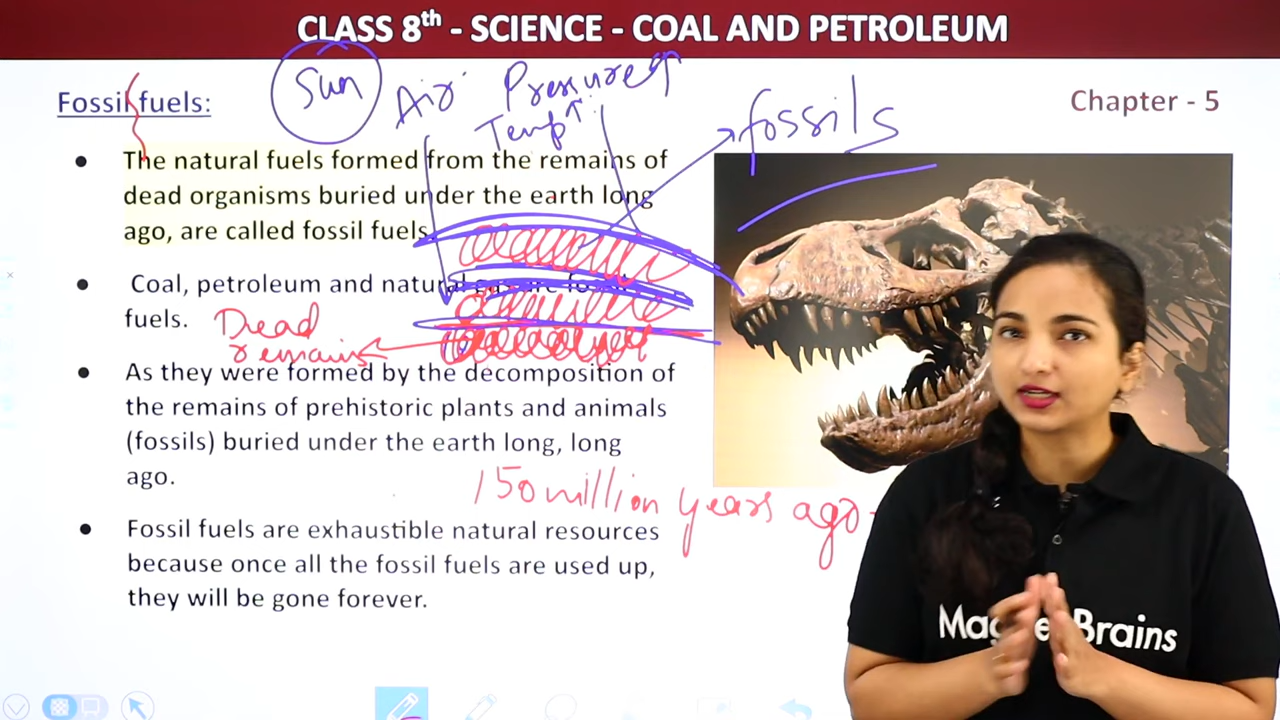 CLASS 8th - SCIENCE - COAL AND PETROLEUM
Fossil fuels:
Sun
Air
Pressure↑
Temp↑
fossils
Chapter - 5
● The natural fuels formed from the remains of
dead organisms buried under the earth long
ago, are called fossil fuels.
● Coal, petroleum and natural gas are fossil
fuels.
Dead
remains
● As they were formed by the decomposition of
the remains of prehistoric plants and animals
(fossils) buried under the earth long, long
ago.
150 million years ago
● Fossil fuels are exhaustible natural resources
because once all the fossil fuels are used up,
they will be gone forever.
Brains